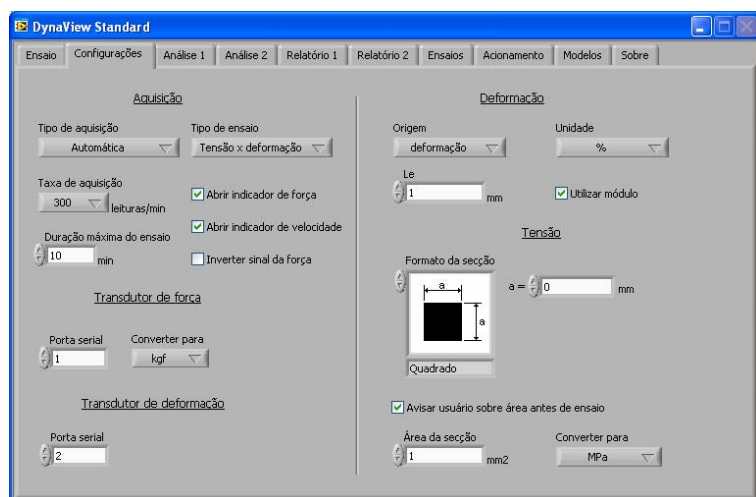 DynaView Standard
Ensaio Configurações Análise 1 Análise 2 Relatório 1 Relatório 2 Ensaios Acionamento Modelos Sobre
Aquisição
Tipo de aquisição Tipo de ensaio
Automática Tensão x deformação
Taxa de aquisição
300 leituras/min
Abrir indicador de força
Abrir indicador de velocidade
Duração máxima do ensaio
10 min
Inverter sinal da força
Transdutor de força
Porta serial Converter para
1 kgf
Transdutor de deformação
Porta serial
2
Deformação
Origem Unidade
deformação %
Le
1 mm
Utilizar módulo
Tensão
Formato da secção
a
a
Quadrado
a = 0 mm
Avisar usuário sobre área antes de ensaio
Área da secção Converter para
1 mm2 MPa